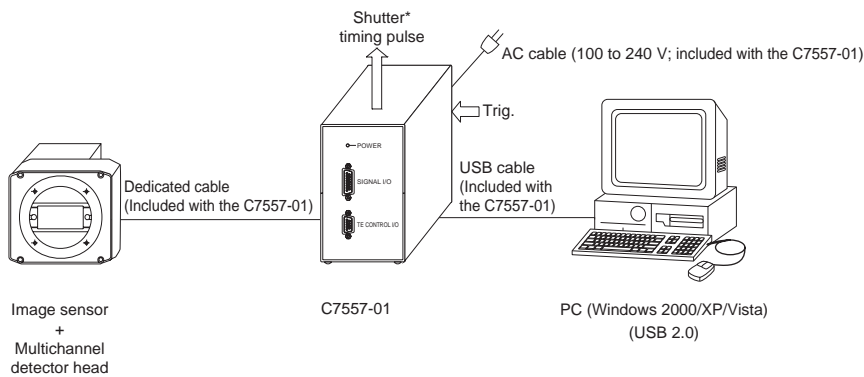 Shutter*
timing pulse
AC cable (100 to 240 V; included with the C7557-01)
Trig.
POWER
SIGNAL I/O
TE CONTROL I/O
Dedicated cable
(Included with the C7557-01)
USB cable
(Included with
the C7557-01)
Image sensor
+
Multichannel
detector head
C7557-01
PC (Windows 2000/XP/Vista)
(USB 2.0)